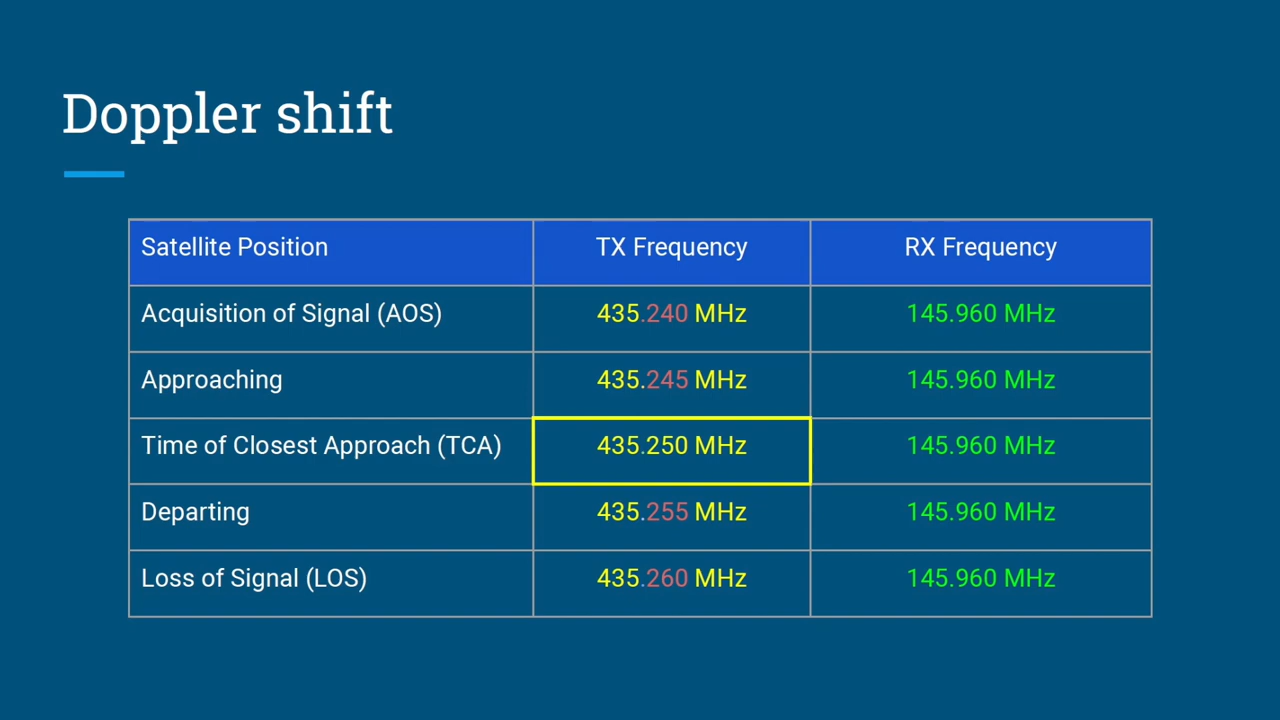 Doppler shift
Satellite Position TX Frequency RX Frequency
Acquisition of Signal (AOS) 435.240 MHz 145.960 MHz
Approaching 435.245 MHz 145.960 MHz
Time of Closest Approach (TCA) 435.250 MHz 145.960 MHz
Departing 435.255 MHz 145.960 MHz
Loss of Signal (LOS) 435.260 MHz 145.960 MHz